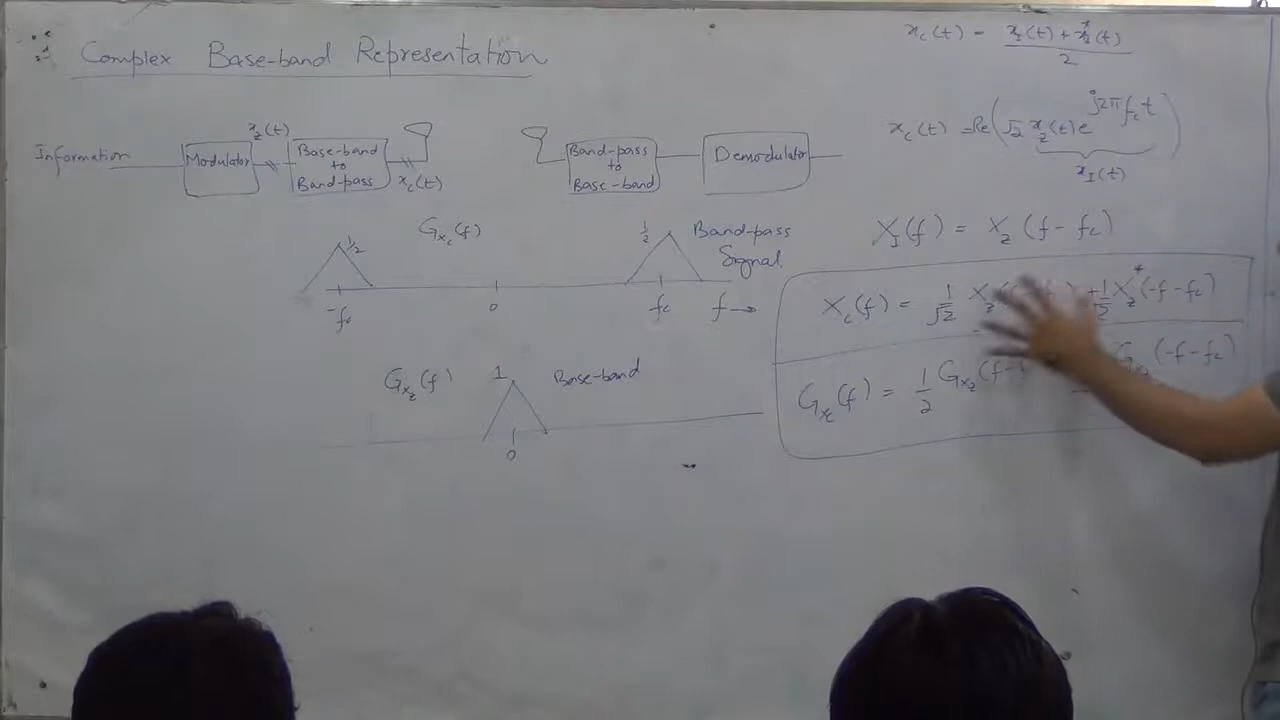 Complex Base-band Representation
Information
Modulator
x_z(t)
Base-band
to
Band-pass
x_c(t)
Band-pass
to
Base-band
Demodulator
G_{x_c}(f)
1/2
1/2
Band-pass
Signal
-f_c
0
f_c
f →
G_{x_z}(f)
1
Base-band
0
x_c(t) = (x_I(t) + x_I^*(t)) / 2
x_c(t) = Re(√2 x_z(t) e^{j2πf_c t})
x_I(t)
X_I(f) = X_z(f - f_c)
X_c(f) = 1/√2 X_z( ) + 1/√2 X_z^*(-f - f_c)
G_{x_c}(f) = 1/2 G_{x_z}(f - G_{x_z}(-f - f_c)